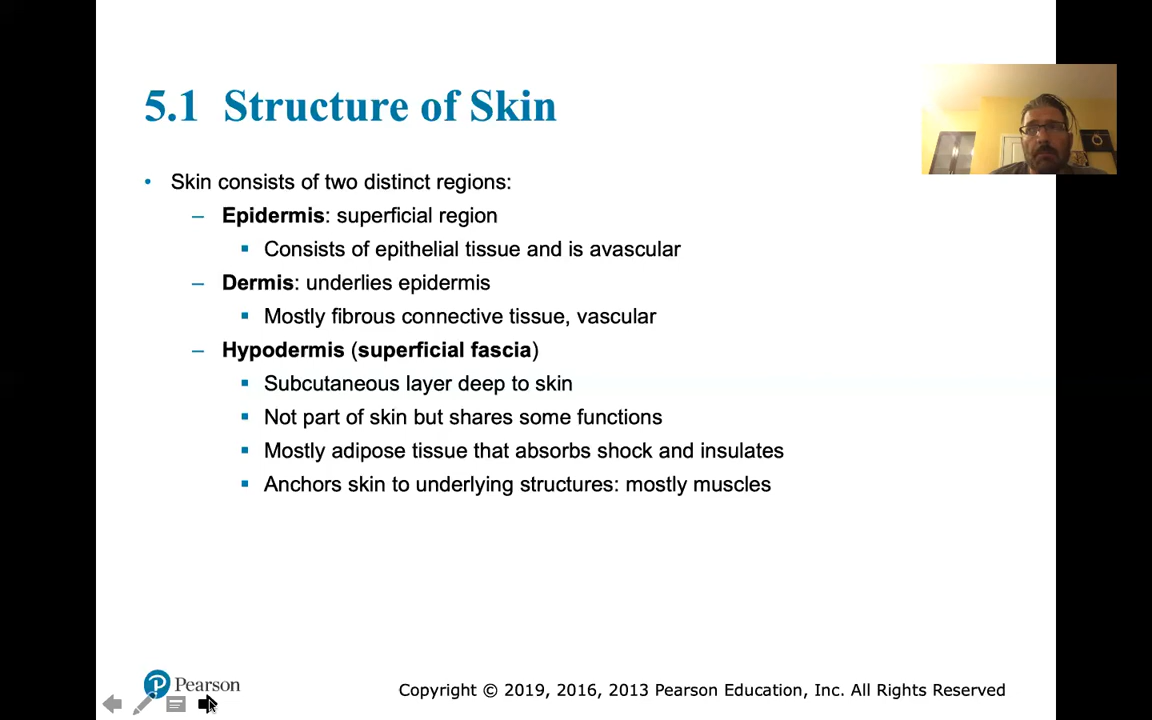 5.1 Structure of Skin
• Skin consists of two distinct regions:
– Epidermis: superficial region
▪ Consists of epithelial tissue and is avascular
– Dermis: underlies epidermis
▪ Mostly fibrous connective tissue, vascular
– Hypodermis (superficial fascia)
▪ Subcutaneous layer deep to skin
▪ Not part of skin but shares some functions
▪ Mostly adipose tissue that absorbs shock and insulates
▪ Anchors skin to underlying structures: mostly muscles
P Pearson
Copyright © 2019, 2016, 2013 Pearson Education, Inc. All Rights Reserved